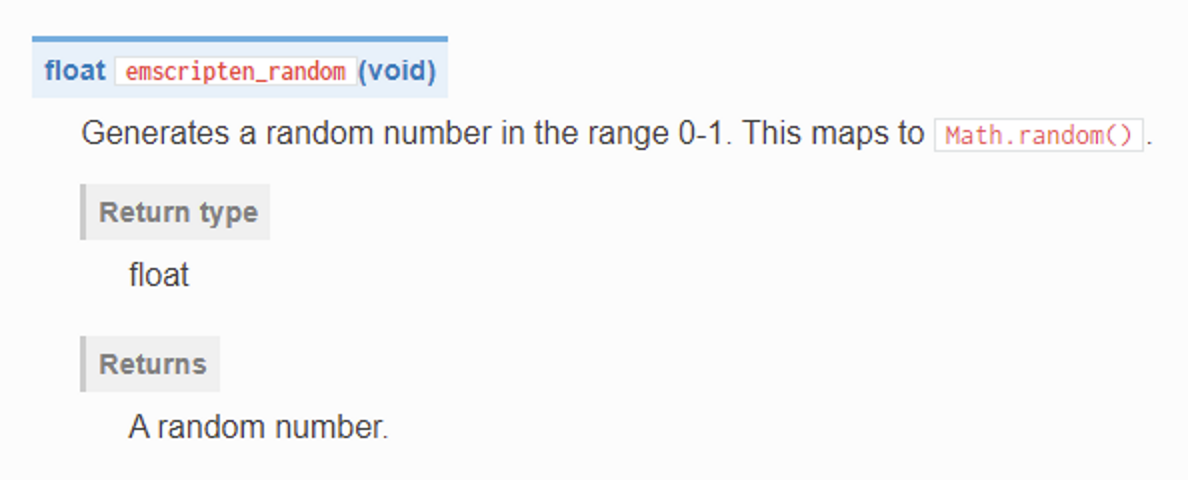 float emscripten_random(void)
Generates a random number in the range 0-1. This maps to Math.random().
Return type
float
Returns
A random number.